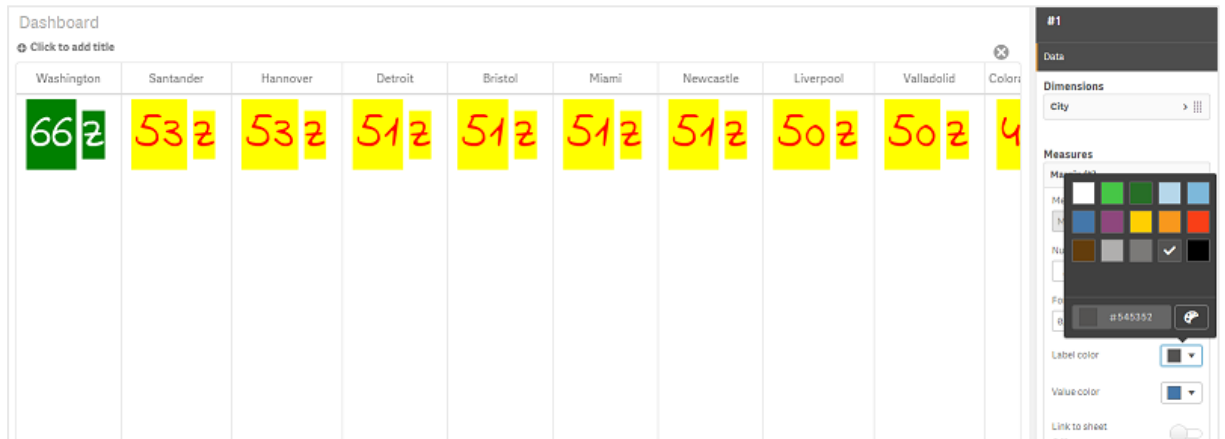 Dashboard
Click to add title
Washington Santander Hannover Detroit Bristol Miami Newcastle Liverpool Valladolid
66 z 53 z 53 z 51 z 51 z 51 z 51 z 50 z 50 z 4
#1
Data
Dimensions
City
Measures
#545352
Label color
Value color
Link to sheet